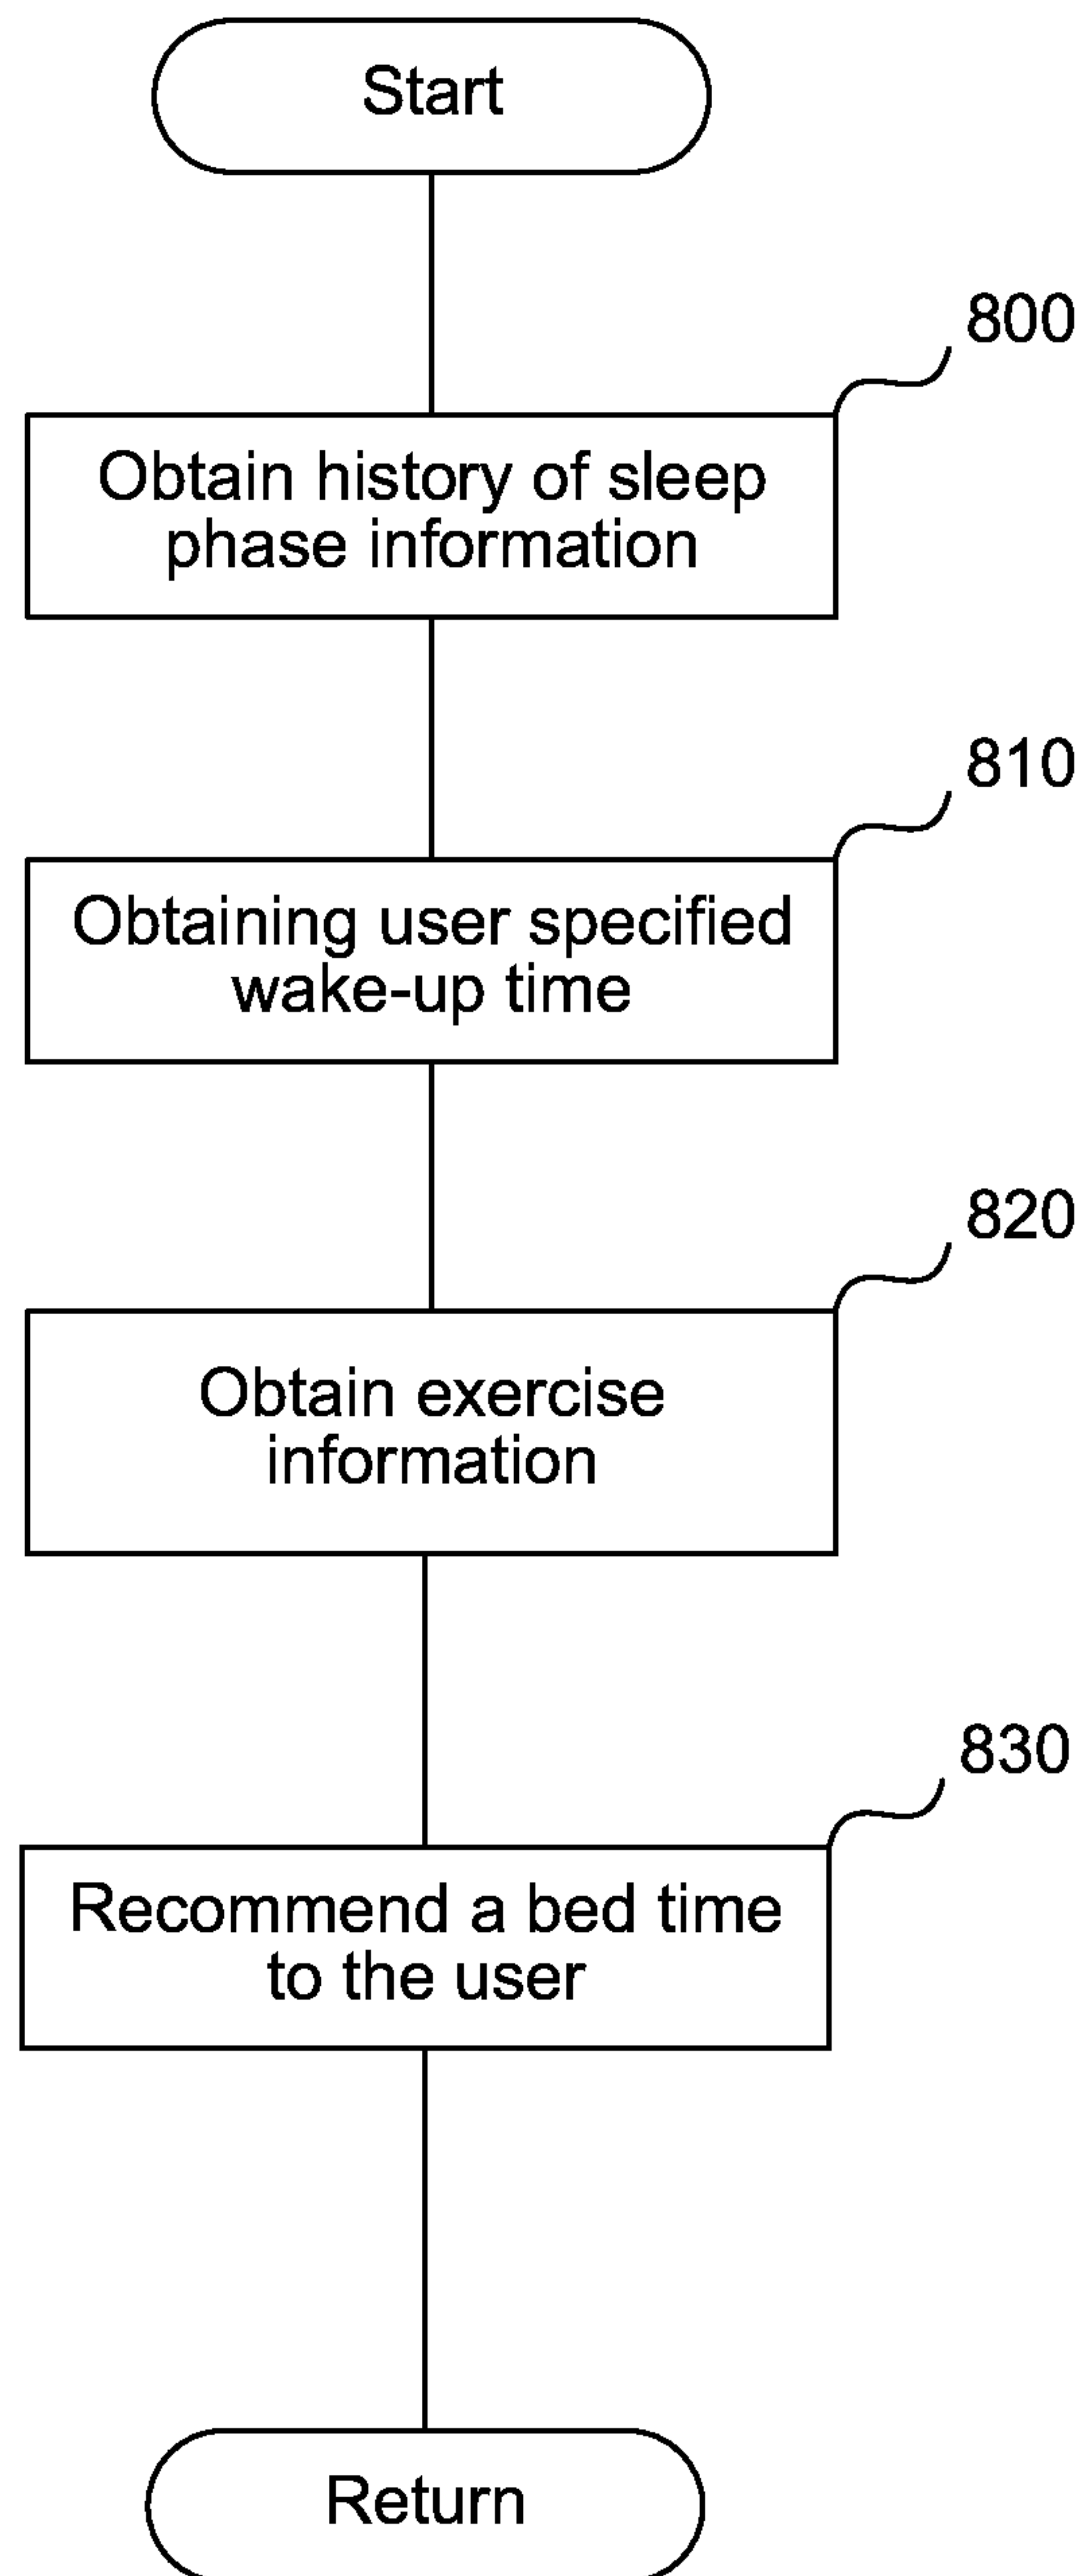 Start
800
Obtain history of sleep
phase information
810
Obtaining user specified
wake-up time
820
Obtain exercise
information
830
Recommend a bed time
to the user
Return